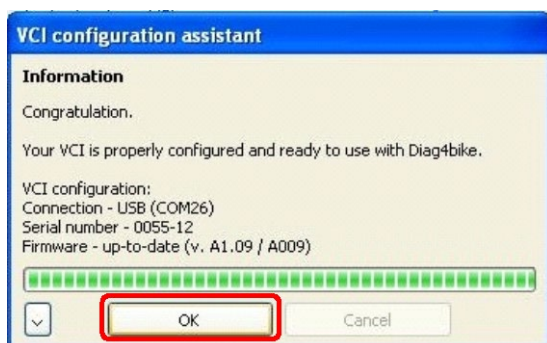 VCI configuration assistant
Information
Congratulation.
Your VCI is properly configured and ready to use with Diag4bike.
VCI configuration:
Connection - USB (COM26)
Serial number - 0055-12
Firmware - up-to-date (v. A1.09 / A009)
OK
Cancel